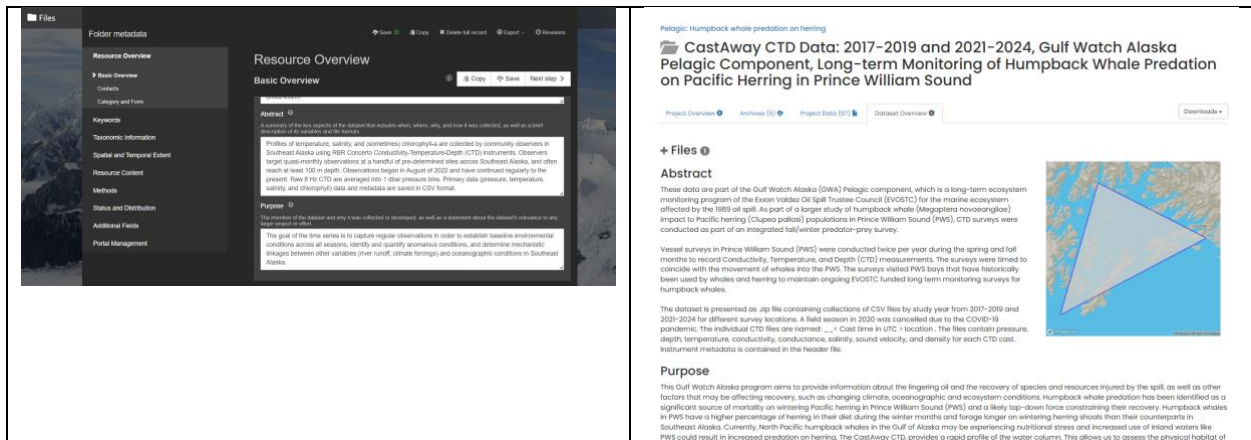 Files
Folder metadata
Save
Copy
Delete full record
Export
Revisions
Resource Overview
Basic Overview
Contacts
Category and Form
Keywords
Taxonomic Information
Spatial and Temporal Extent
Resource Content
Methods
Status and Distribution
Additional Fields
Portal Management
Resource Overview
Basic Overview
Copy
Save
Next step
Abstract
A summary of the key aspects of the dataset that includes when, where, why, and how it was collected, as well as a brief
description of its variables and file formats.
Profiles of temperature, salinity, and (sometimes) chlorophyll-a are collected by community observers in
Southeast Alaska using RBR Concerto Conductivity-Temperature-Depth (CTD) instruments. Observers
target quasi-monthly observations at a handful of pre-determined sites across Southeast Alaska, and often
reach at least 100 m depth. Observations began in August of 2022 and have continued regularly to the
present. Raw 8 Hz CTD are averaged into 1 dbar pressure bins. Primary data (pressure, temperature,
salinity, and chlorophyll) data and metadata are saved in CSV format.
Purpose
The intention of the dataset and why it was collected or developed, as well as a statement about the dataset's relevance to any
larger project or effort.
The goal of the time series is to capture regular observations in order to establish baseline environmental
conditions across all seasons, identify and quantify anomalous conditions, and determine mechanistic
linkages between other variables (river runoff, climate forcings) and oceanographic conditions in Southeast
Alaska.
Pelagic: Humpback whale predation on herring
CastAway CTD Data: 2017-2019 and 2021-2024, Gulf Watch Alaska
Pelagic Component, Long-term Monitoring of Humpback Whale Predation
on Pacific Herring in Prince William Sound
Project Overview
Archives (5)
Project Data (97)
Dataset Overview
Downloads
+ Files
Abstract
These data are part of the Gulf Watch Alaska (GWA) Pelagic component, which is a long-term ecosystem
monitoring program of the Exxon Valdez Oil Spill Trustee Council (EVOSTC) for the marine ecosystem
affected by the 1989 oil spill. As part of a larger study of humpback whale (Megaptera novaeangliae)
impact to Pacific herring (Clupea pallasi) populations in Prince William Sound (PWS), CTD surveys were
conducted as part of an integrated fall/winter predator-prey survey.
Vessel surveys in Prince William Sound (PWS) were conducted twice per year during the spring and fall
months to record Conductivity, Temperature, and Depth (CTD) measurements. The surveys were timed to
coincide with the movement of whales into the PWS. The surveys visited PWS bays that have historically
been used by whales and herring to maintain ongoing EVOSTC funded long term monitoring surveys for
humpback whales.
The dataset is presented as .zip file containing collections of CSV files by study year from 2017-2019 and
2021-2024 for different survey locations. A field season in 2020 was cancelled due to the COVID-19
pandemic. The individual CTD files are named: __< Cast time in UTC > location . The files contain pressure,
depth, temperature, conductivity, conductance, salinity, sound velocity, and density for each CTD cast.
Instrument metadata is contained in the header file.
Purpose
This Gulf Watch Alaska program aims to provide information about the lingering oil and the recovery of species and resources injured by the spill, as well as other
factors that may be affecting recovery, such as changing climate, oceanographic and ecosystem conditions. Humpback whale predation has been identified as a
significant source of mortality on wintering Pacific herring in Prince William Sound (PWS) and a likely top-down force constraining their recovery. Humpback whales
in PWS have a higher percentage of herring in their diet during the winter months and forage longer on wintering herring shoals than their counterparts in
Southeast Alaska. Currently, North Pacific humpback whales in the Gulf of Alaska may be experiencing nutritional stress and increased use of inland waters like
PWS could result in increased predation on herring. The CastAway CTD, provides a rapid profile of the water column. This allows us to assess the physical habitat of